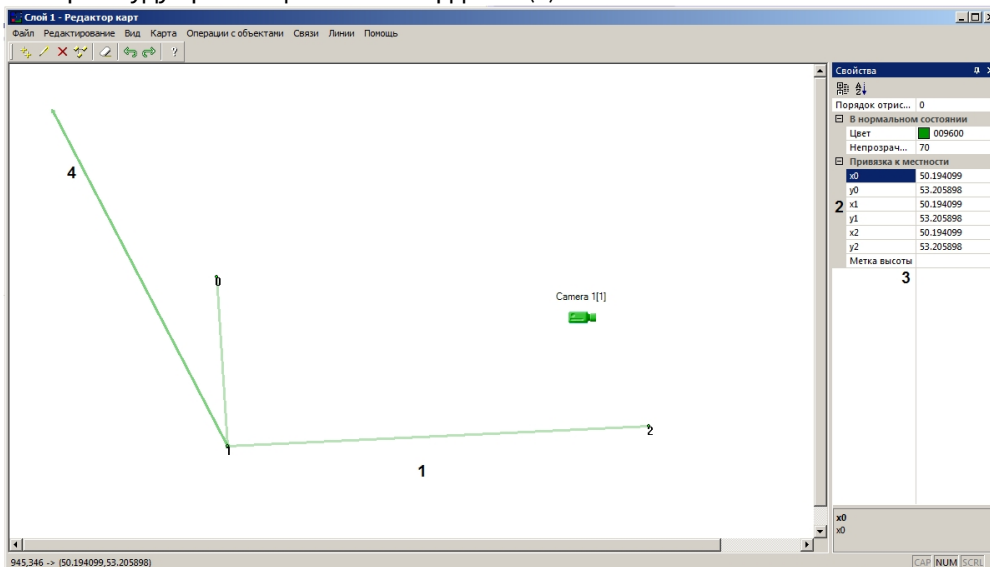 Слой 1 - Редактор карт
Файл Редактирование Вид Карта Операции с объектами Связи Линии Помощь
Свойства
Порядок отрис... 0
В нормальном состоянии
Цвет 009600
Непрозрач... 70
Привязка к местности
x0 50.194099
y0 53.205898
2 x1 50.194099
y1 53.205898
x2 50.194099
y2 53.205898
Метка высоты
3
4
0
Camera 1[1]
2
1
1
x0
x0
945,346 -> (50.194099,53.205898)
CAP NUM SCRL